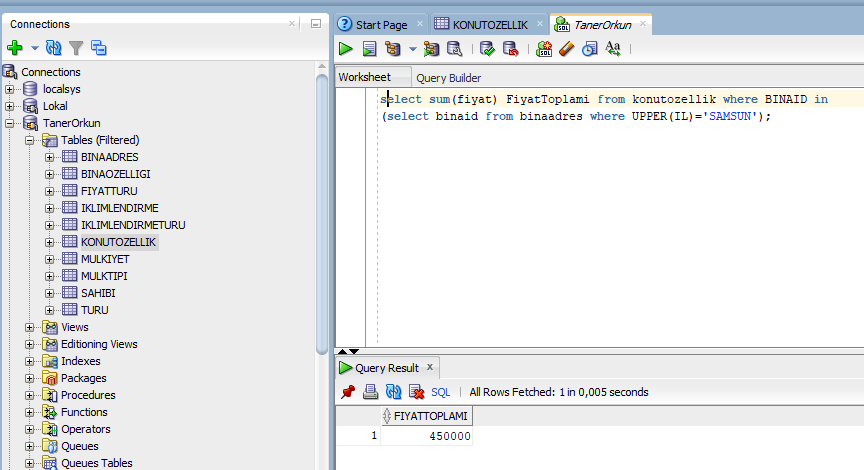 Connections
Connections
localsys
Lokal
TanerOrkun
Tables (Filtered)
BINAADRES
BINAOZELLIGI
FIYATTURU
IKLIMLENDIRME
IKLIMLENDIRMETURU
KONUTOZELLIK
MULKIYET
MULKTIPI
SAHIBI
TURU
Views
Editioning Views
Indexes
Packages
Procedures
Functions
Operators
Queues
Queues Tables
Start Page KONUTOZELLIK TanerOrkun
Worksheet Query Builder
select sum(fiyat) FiyatToplami from konutozellik where BINAID in
(select binaid from binaadres where UPPER(IL)='SAMSUN');
Query Result x
SQL | All Rows Fetched: 1 in 0,005 seconds
FIYATTOPLAMI
1 450000